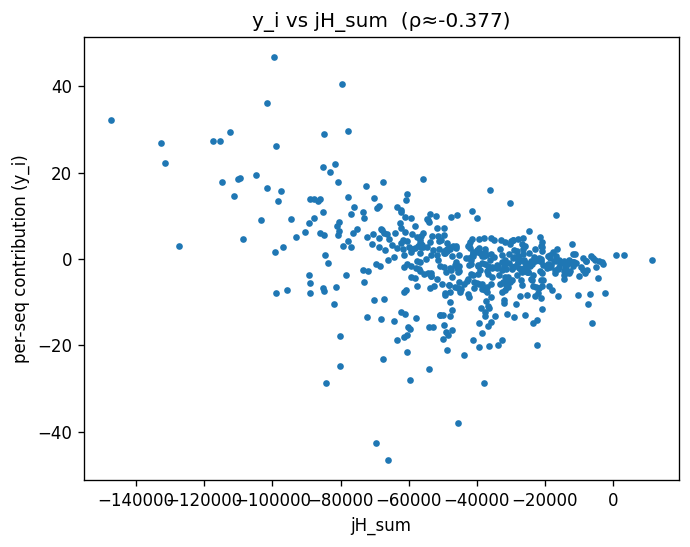 y_i vs jH_sum (ρ≈-0.377)
per-seq contribution (y_i)
40
20
0
−20
−40
−140000 −120000 −100000 −80000 −60000 −40000 −20000 0
jH_sum